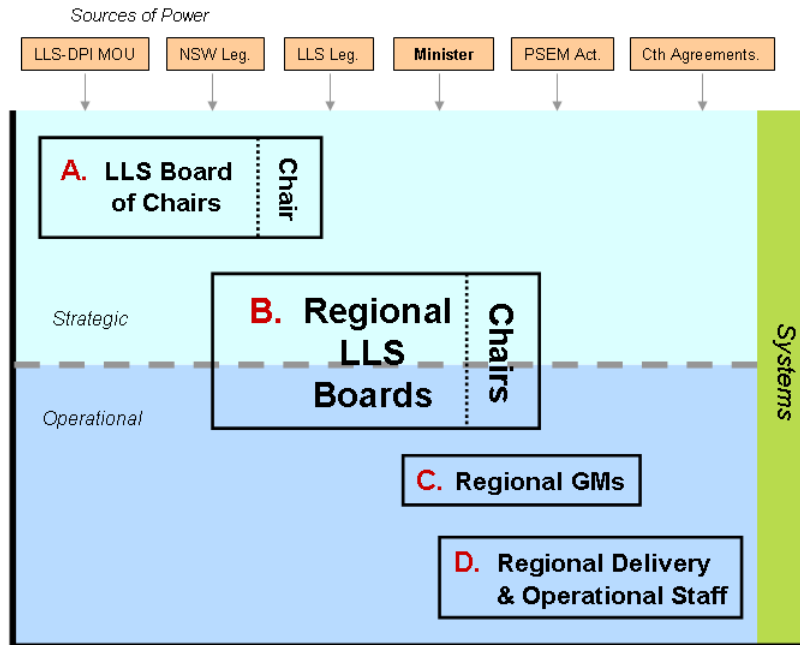 Sources of Power
LLS-DPI MOU
NSW Leg.
LLS Leg.
Minister
PSEM Act.
Cth Agreements.
A. LLS Board
of Chairs
Chair
Strategic
B. Regional
LLS
Boards
Chairs
Operational
C. Regional GMs
D. Regional Delivery
& Operational Staff
Systems